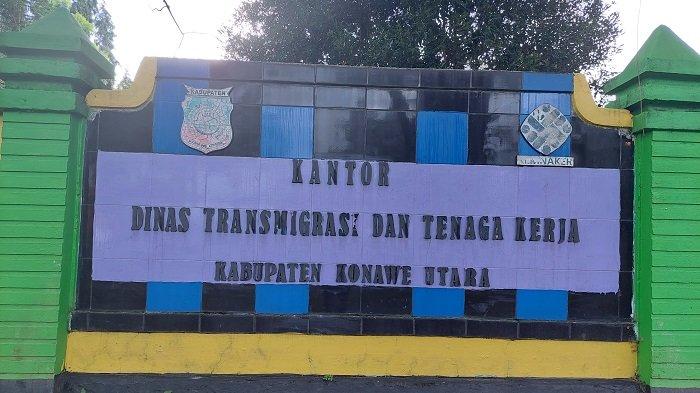 KABUPATEN
KANTOR
DINAS TRANSMIGRASI DAN TENAGA KERJA
KABUPATEN KONAWE UTARA